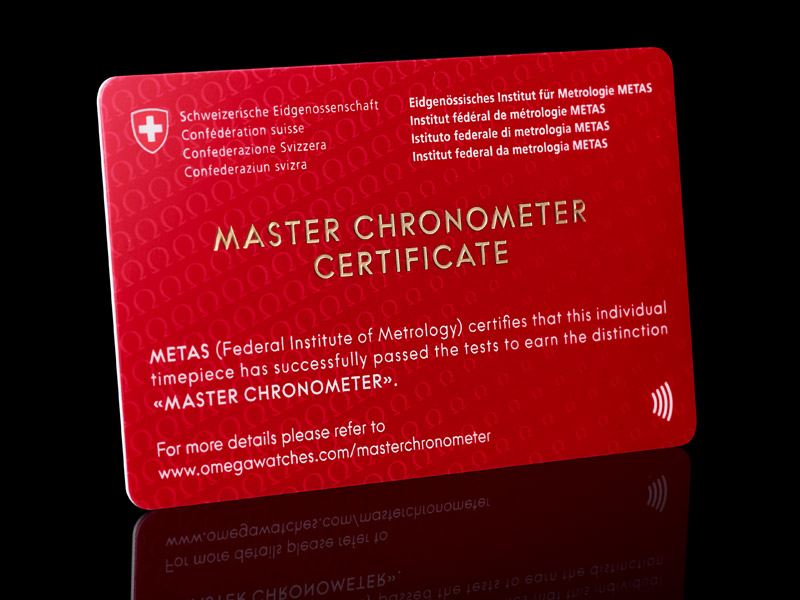 Schweizerische Eidgenossenschaft
Confédération suisse
Confederazione Svizzera
Confederaziun svizra
Eidgenössisches Institut für Metrologie METAS
Institut fédéral de métrologie METAS
Istituto federale di metrologia METAS
Institut federal da metrologia METAS
MASTER CHRONOMETER
CERTIFICATE
METAS (Federal Institute of Metrology) certifies that this individual
timepiece has successfully passed the tests to earn the distinction
«MASTER CHRONOMETER».
For more details please refer to
www.omegawatches.com/masterchronometer